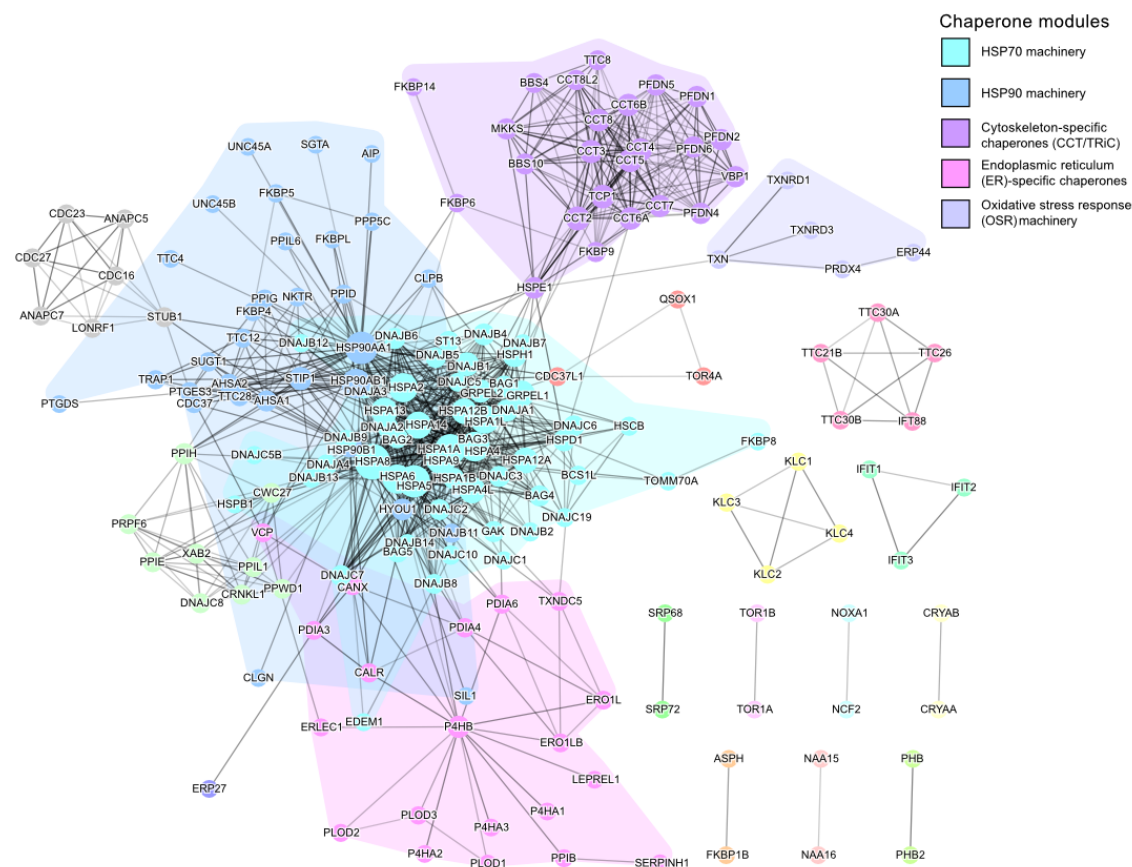 Chaperone modules
HSP70 machinery
HSP90 machinery
Cytoskeleton-specific
chaperones (CCT/TRiC)
Endoplasmic reticulum
(ER)-specific chaperones
Oxidative stress response
(OSR) machinery
TTC8
FKBP14
BBS4
CCT8L2
PFDN5
PFDN1
CCT6B
MKKS
CCT8
PFDN2
CCT3
CCT4
PFDN6
BBS10
CCT5
VBP1
TCP1
CCT2
CCT7
CCT6A
PFDN4
FKBP6
FKBP9
HSPE1
TXNRD1
TXNRD3
TXN
PRDX4
ERP44
UNC45A
SGTA
AIP
FKBP5
UNC45B
PPP5C
PPIL6
FKBPL
TTC4
CLPB
PPIG
NKTR
PPID
FKBP4
CDC23
ANAPC5
CDC27
CDC16
ANAPC7
LONRF1
STUB1
TTC12
DNAJB12
HSP90AA1
DNAJB6
ST13
DNAJB4
DNAJB7
DNAJB5
DNAJB1
HSPH1
SUGT1
TRAP1
AHSA2
STIP1
HSP90AB1
DNAJA3
HSPA2
DNAJC5
BAG1
CDC37L1
PTGES3
TTC28
AHSA1
CDC37
PTGDS
GRPEL2
GRPEL1
HSPA13
HSPA12B
DNAJA1
DNAJA2
HSPA14
HSPA1L
DNAJC6
HSCB
DNAJB9
BAG2
BAG3
HSPD1
FKBP8
HSP90B1
HSPA1A
HSPA4
DNAJC5B
DNAJA4
HSPA8
HSPA9
HSPA12A
DNAJB13
HSPA6
HSPA1B
DNAJC3
BCS1L
TOMM70A
HSPA5
HSPA4L
BAG4
HSPB1
HYOU1
DNAJC2
DNAJC19
PPIH
CWC27
VCP
PRPF6
XAB2
PPIE
PPIL1
DNAJC8
CRNKL1
PPWD1
DNAJB11
GAK
DNAJB2
DNAJB14
BAG5
DNAJC10
DNAJC1
DNAJC7
CANX
DNAJB8
PDIA6
TXNDC5
PDIA3
PDIA4
CALR
CLGN
SIL1
ERO1L
ERLEC1
EDEM1
P4HB
ERO1LB
ERP27
LEPREL1
PLOD3
P4HA1
PLOD2
P4HA3
P4HA2
PLOD1
PPIB
SERPINH1
QSOX1
TOR4A
TTC30A
TTC21B
TTC26
TTC30B
IFT88
KLC1
KLC3
KLC4
KLC2
IFIT1
IFIT2
IFIT3
SRP68
TOR1B
NOXA1
CRYAB
SRP72
TOR1A
NCF2
CRYAA
ASPH
NAA15
PHB
FKBP1B
NAA16
PHB2